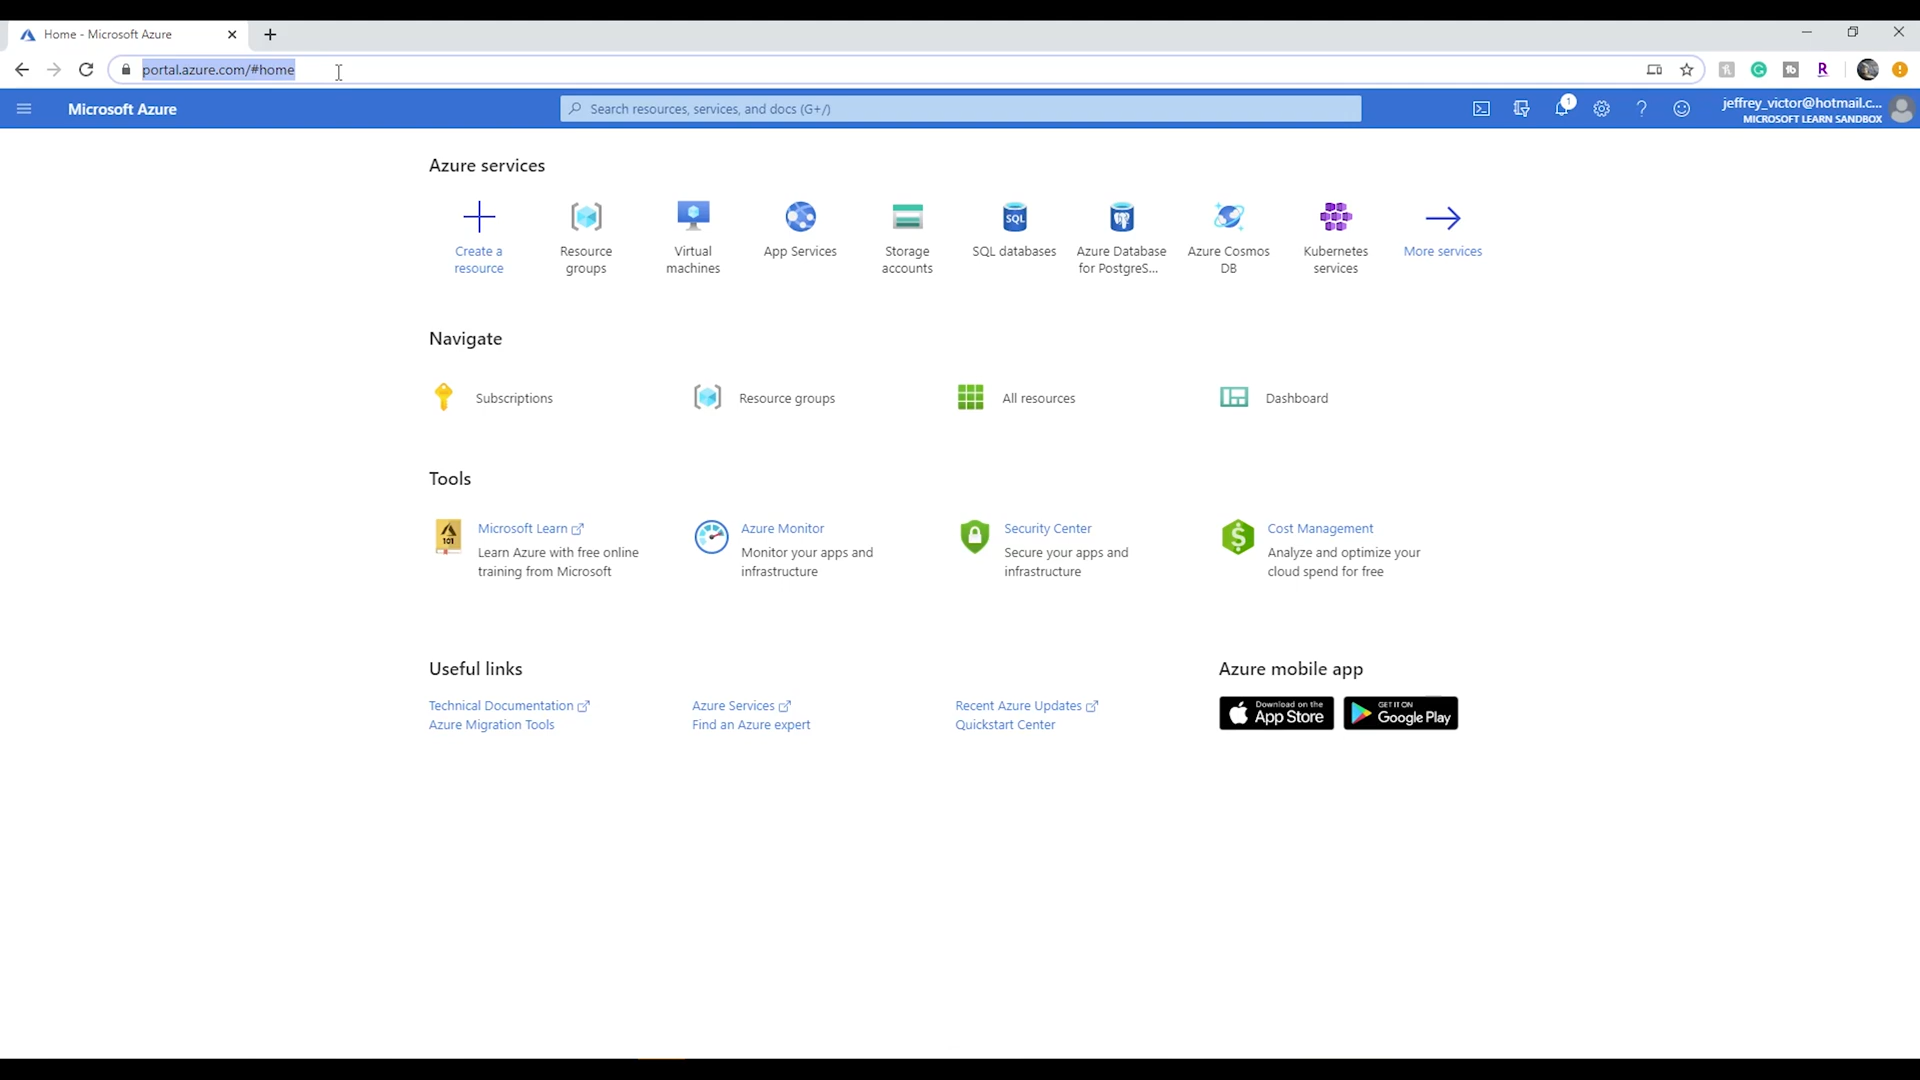 Home - Microsoft Azure
portal.azure.com/#home
Microsoft Azure
Search resources, services, and docs (G+/)
1
jeffrey_victor@hotmail.c...
MICROSOFT LEARN SANDBOX
Azure services
Create a
resource
Resource
groups
Virtual
machines
App Services
Storage
accounts
SQL
SQL databases
Azure Database
for PostgreS...
Azure Cosmos
DB
Kubernetes
services
More services
Navigate
Subscriptions
Resource groups
All resources
Dashboard
Tools
101
Microsoft Learn
Learn Azure with free online
training from Microsoft
Azure Monitor
Monitor your apps and
infrastructure
Security Center
Secure your apps and
infrastructure
Cost Management
Analyze and optimize your
cloud spend for free
Useful links
Technical Documentation
Azure Migration Tools
Azure Services
Find an Azure expert
Recent Azure Updates
Quickstart Center
Azure mobile app
Download on the
App Store
GET IT ON
Google Play